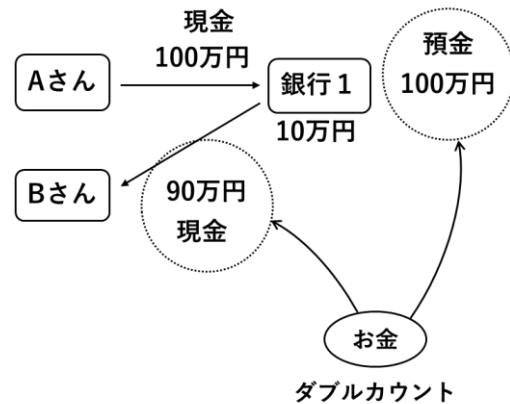 現金
100万円
Aさん
銀行１
10万円
預金
100万円
Bさん
90万円
現金
お金
ダブルカウント